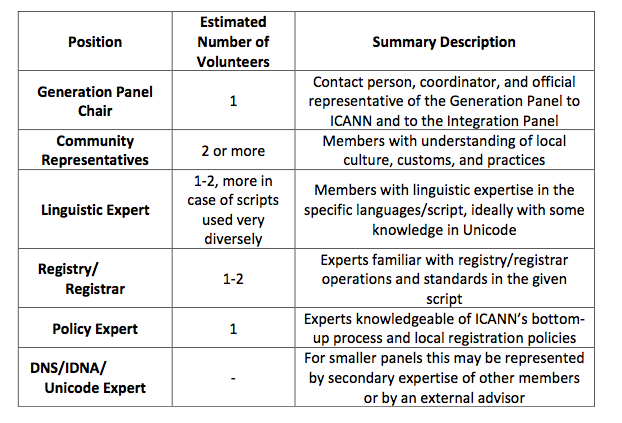 Position
Estimated
Number of
Volunteers
Summary Description
Generation Panel
Chair
1
Contact person, coordinator, and official
representative of the Generation Panel to
ICANN and to the Integration Panel
Community
Representatives
2 or more
Members with understanding of local
culture, customs, and practices
Linguistic Expert
1-2, more in
case of scripts
used very
diversely
Members with linguistic expertise in the
specific languages/script, ideally with some
knowledge in Unicode
Registry/
Registrar
1-2
Experts familiar with registry/registrar
operations and standards in the given
script
Policy Expert
1
Experts knowledgeable of ICANN's bottom-
up process and local registration policies
DNS/IDNA/
Unicode Expert
-
For smaller panels this may be represented
by secondary expertise of other members
or by an external advisor